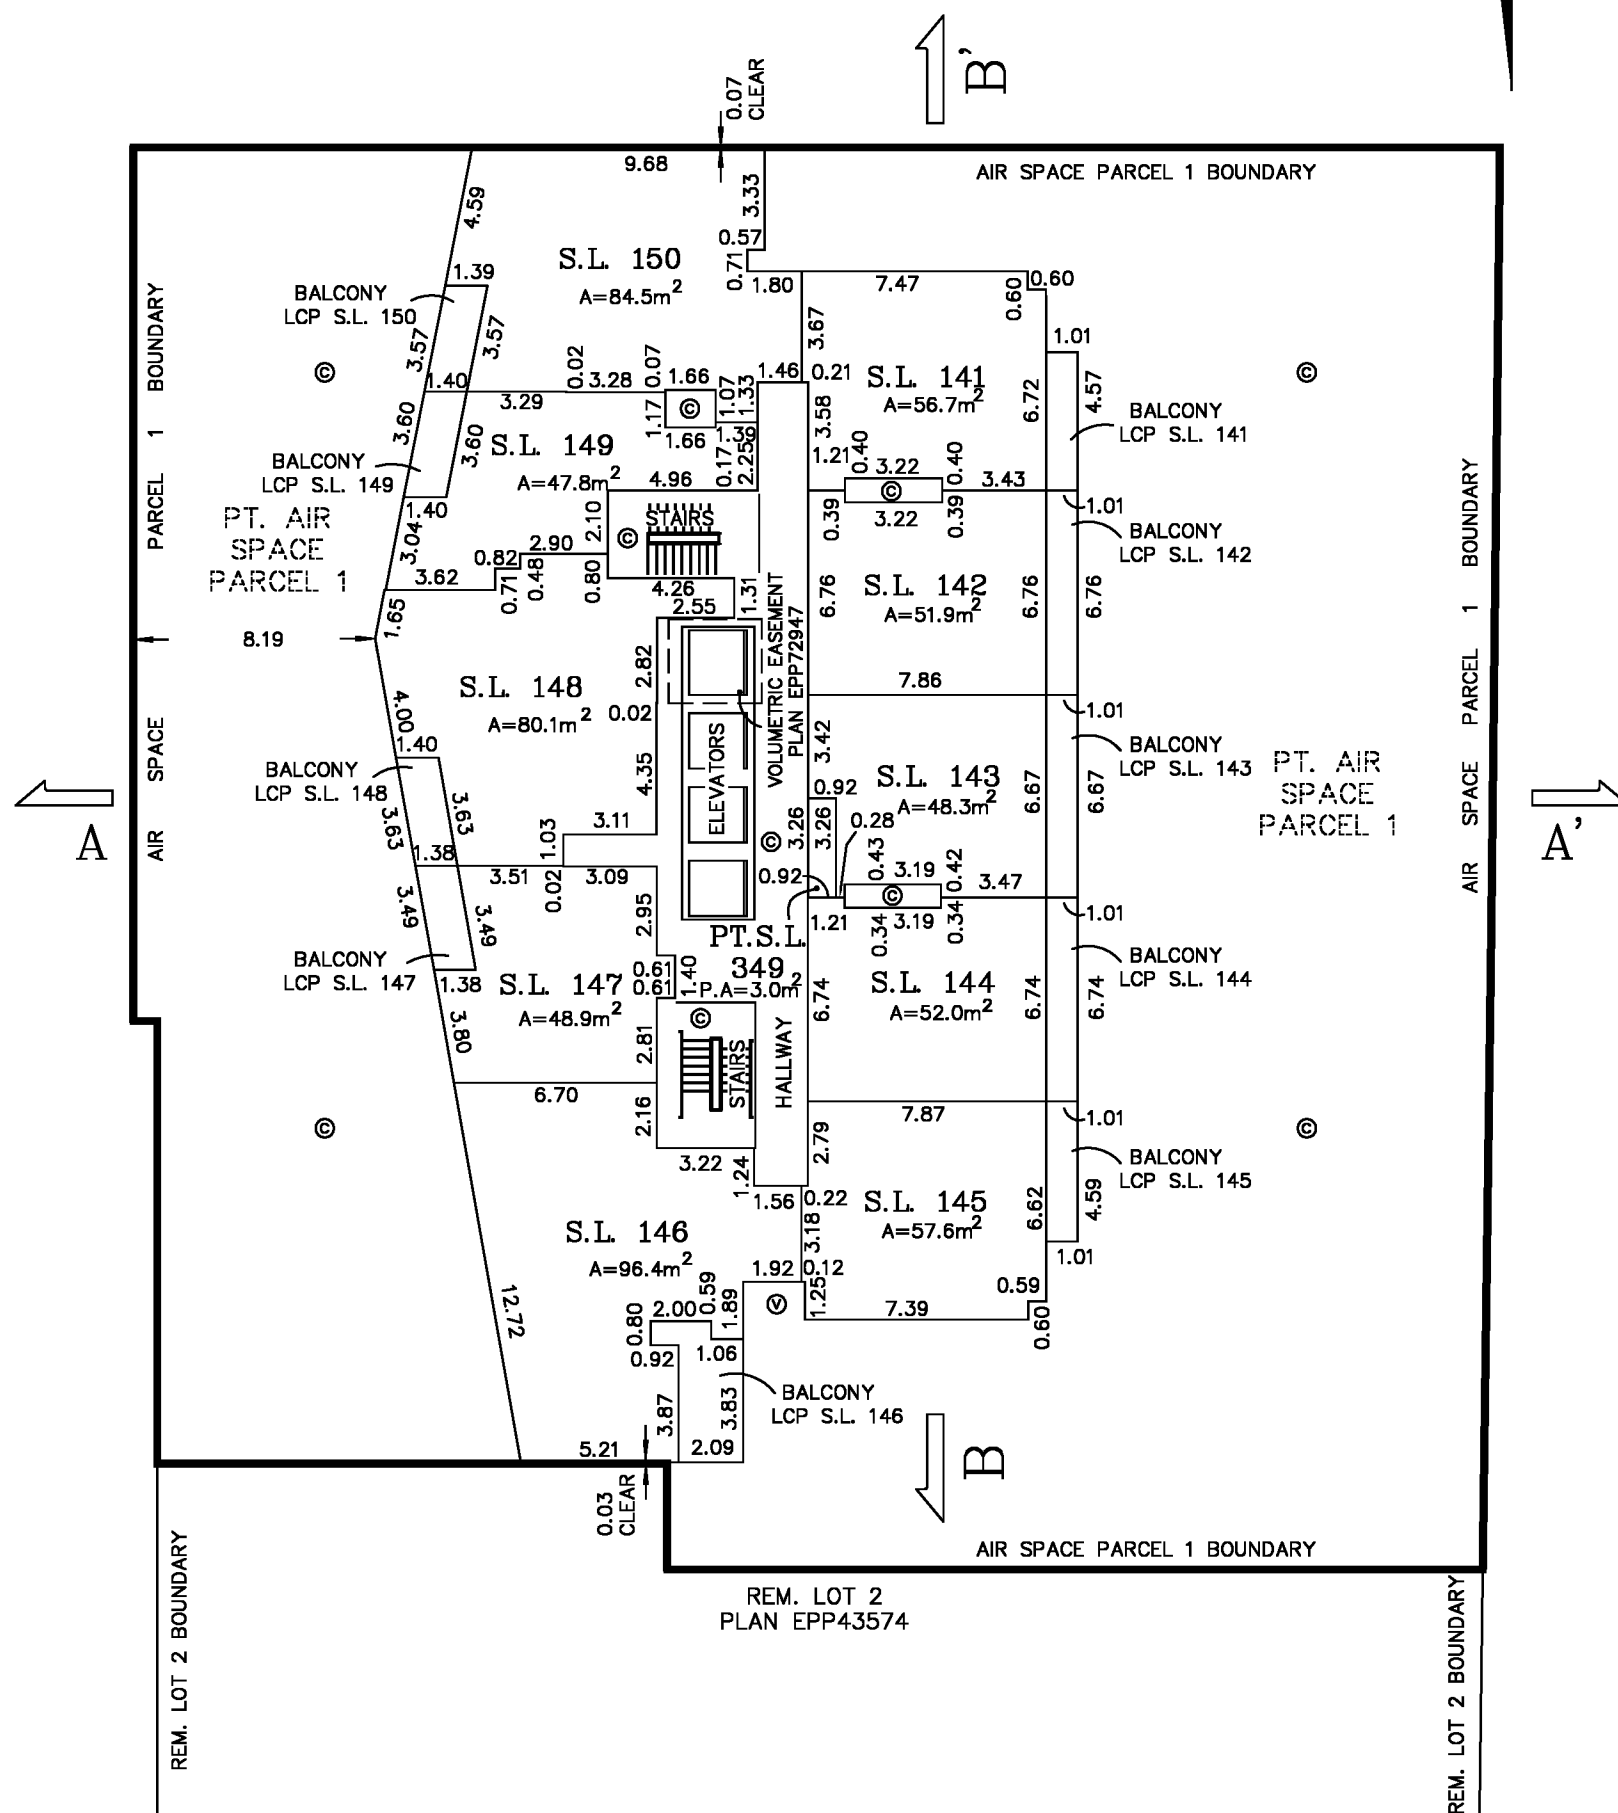 B'
0.07
CLEAR
9.68
AIR SPACE PARCEL 1 BOUNDARY
4.59
3.33
0.57
0.71
1.80
7.47
0.60
0.60
S.L. 150
A=84.5m²
1.39
BALCONY
LCP S.L. 150
3.57
3.57
©
©
AIR SPACE PARCEL 1 BOUNDARY
3.67
1.01
1.40
3.29
0.02
3.28
0.07
1.66
1.17
©
1.66
1.07
1.33
1.39
1.46
0.21
S.L. 141
A=56.7m²
6.72
4.57
BALCONY
LCP S.L. 141
3.60
3.60
S.L. 149
A=47.8m²
BALCONY
LCP S.L. 149
1.40
0.17
2.25
3.58
1.21
0.40
3.22
0.40
3.43
©
0.39
3.22
0.39
1.01
BALCONY
LCP S.L. 142
4.96
2.10
©
STAIRS
PT. AIR
SPACE
PARCEL 1
3.04
3.62
0.82
2.90
0.71
0.48
0.80
4.26
2.55
1.31
S.L. 142
A=51.9m²
6.76
6.76
6.76
AIR SPACE PARCEL 1 BOUNDARY
8.19
1.65
VOLUMETRIC EASEMENT
PLAN EPP72947
2.82
7.86
1.01
BALCONY
LCP S.L. 143
S.L. 148
A=80.1m²
0.02
4.00
1.40
BALCONY
LCP S.L. 148
3.63
3.63
4.35
ELEVATORS
3.42
S.L. 143
A=48.3m²
0.92
6.67
6.67
PT. AIR
SPACE
PARCEL 1
A
A'
3.11
1.03
1.38
3.51
0.02
3.09
©
3.26
3.26
0.28
0.43
3.19
0.42
3.47
0.92
©
1.21
0.34
3.19
0.34
1.01
BALCONY
LCP S.L. 144
3.49
3.49
2.95
PT.S.L.
349
P.A=3.0m²
BALCONY
LCP S.L. 147
1.38
S.L. 147
A=48.9m²
0.61
0.61
1.40
S.L. 144
A=52.0m²
6.74
6.74
6.74
3.80
©
STAIRS
HALLWAY
2.81
6.70
2.16
7.87
1.01
BALCONY
LCP S.L. 145
©
©
3.22
1.24
1.56
0.22
2.79
S.L. 145
A=57.6m²
6.62
4.59
1.01
S.L. 146
A=96.4m²
3.18
1.92
0.12
1.25
V
7.39
0.59
0.60
12.72
0.80
2.00
0.59
1.89
0.92
1.06
BALCONY
LCP S.L. 146
3.87
3.83
5.21
2.09
0.03
CLEAR
B
AIR SPACE PARCEL 1 BOUNDARY
REM. LOT 2
PLAN EPP43574
REM. LOT 2 BOUNDARY
REM. LOT 2 BOUNDARY